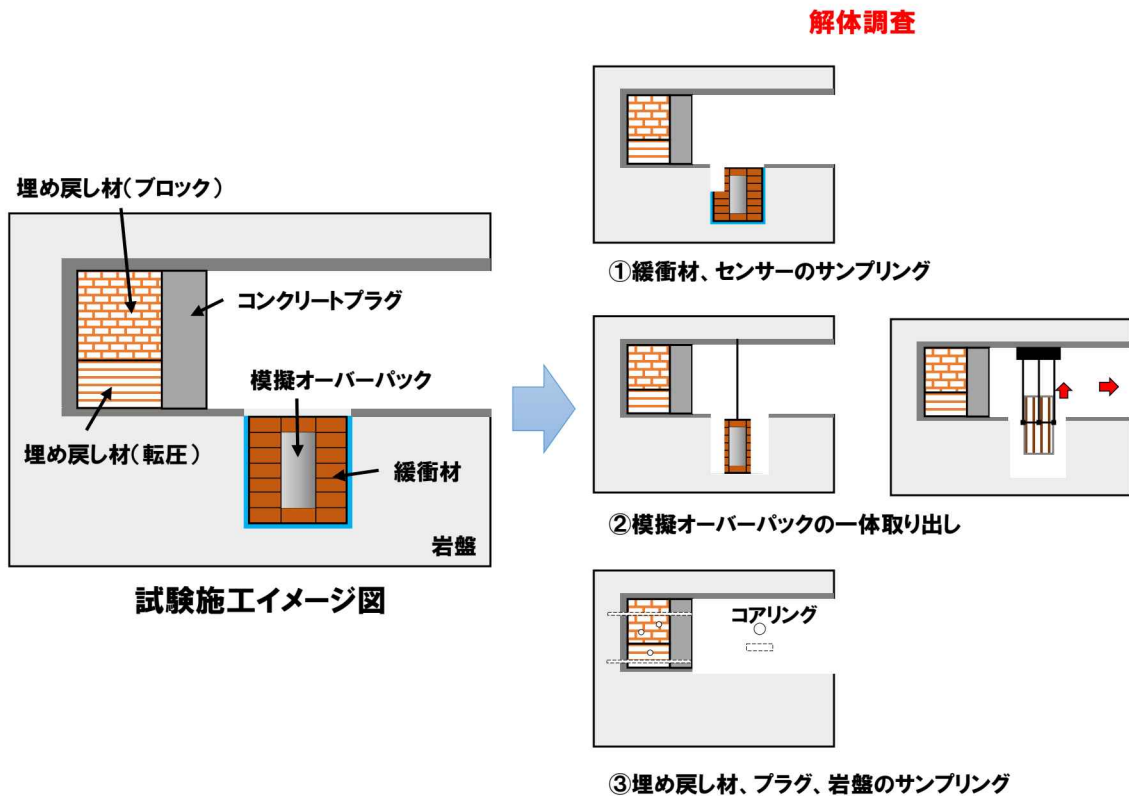 解体調査
埋め戻し材(ブロック)
コンクリートプラグ
模擬オーバーパック
埋め戻し材(転圧)
緩衝材
岩盤
試験施工イメージ図
①緩衝材、センサーのサンプリング
②模擬オーバーパックの一体取り出し
コアリング
③埋め戻し材、プラグ、岩盤のサンプリング